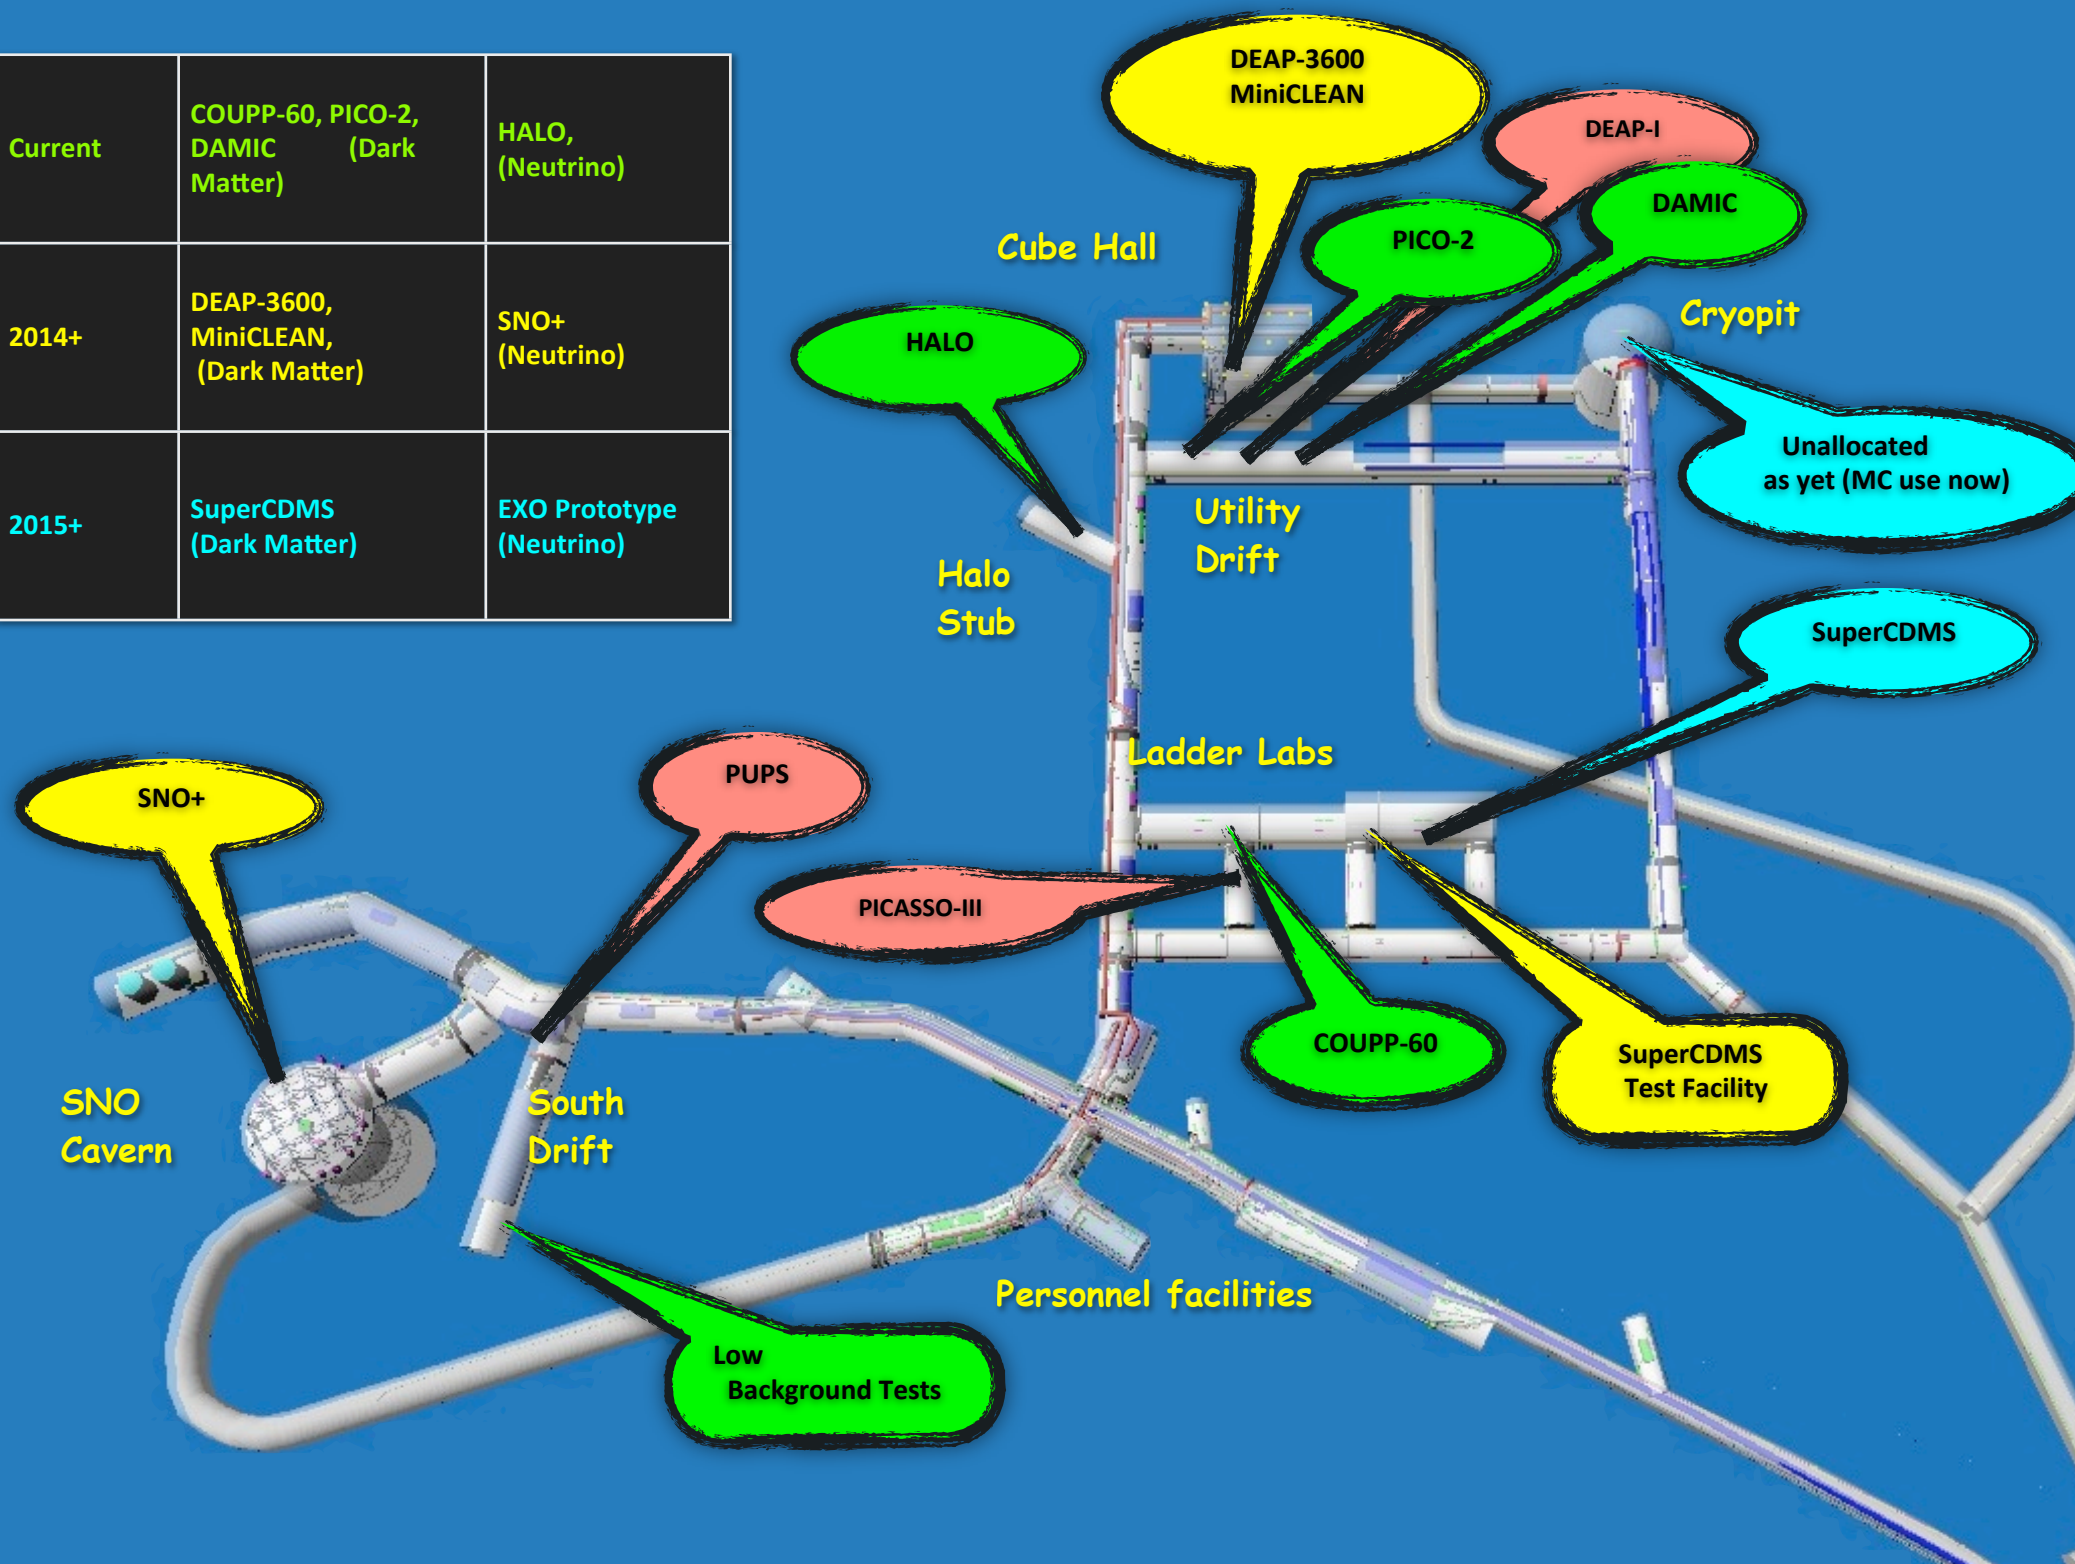 Current
COUPP-60, PICO-2,
DAMIC (Dark
Matter)
HALO,
(Neutrino)
2014+
DEAP-3600,
MiniCLEAN,
(Dark Matter)
SNO+
(Neutrino)
2015+
SuperCDMS
(Dark Matter)
EXO Prototype
(Neutrino)
DEAP-3600
MiniCLEAN
DEAP-I
DAMIC
PICO-2
Cube Hall
Cryopit
HALO
Unallocated
as yet (MC use now)
Utility
Drift
Halo
Stub
SuperCDMS
Ladder Labs
PUPS
SNO+
PICASSO-III
COUPP-60
SuperCDMS
Test Facility
SNO
Cavern
South
Drift
Personnel facilities
Low
Background Tests